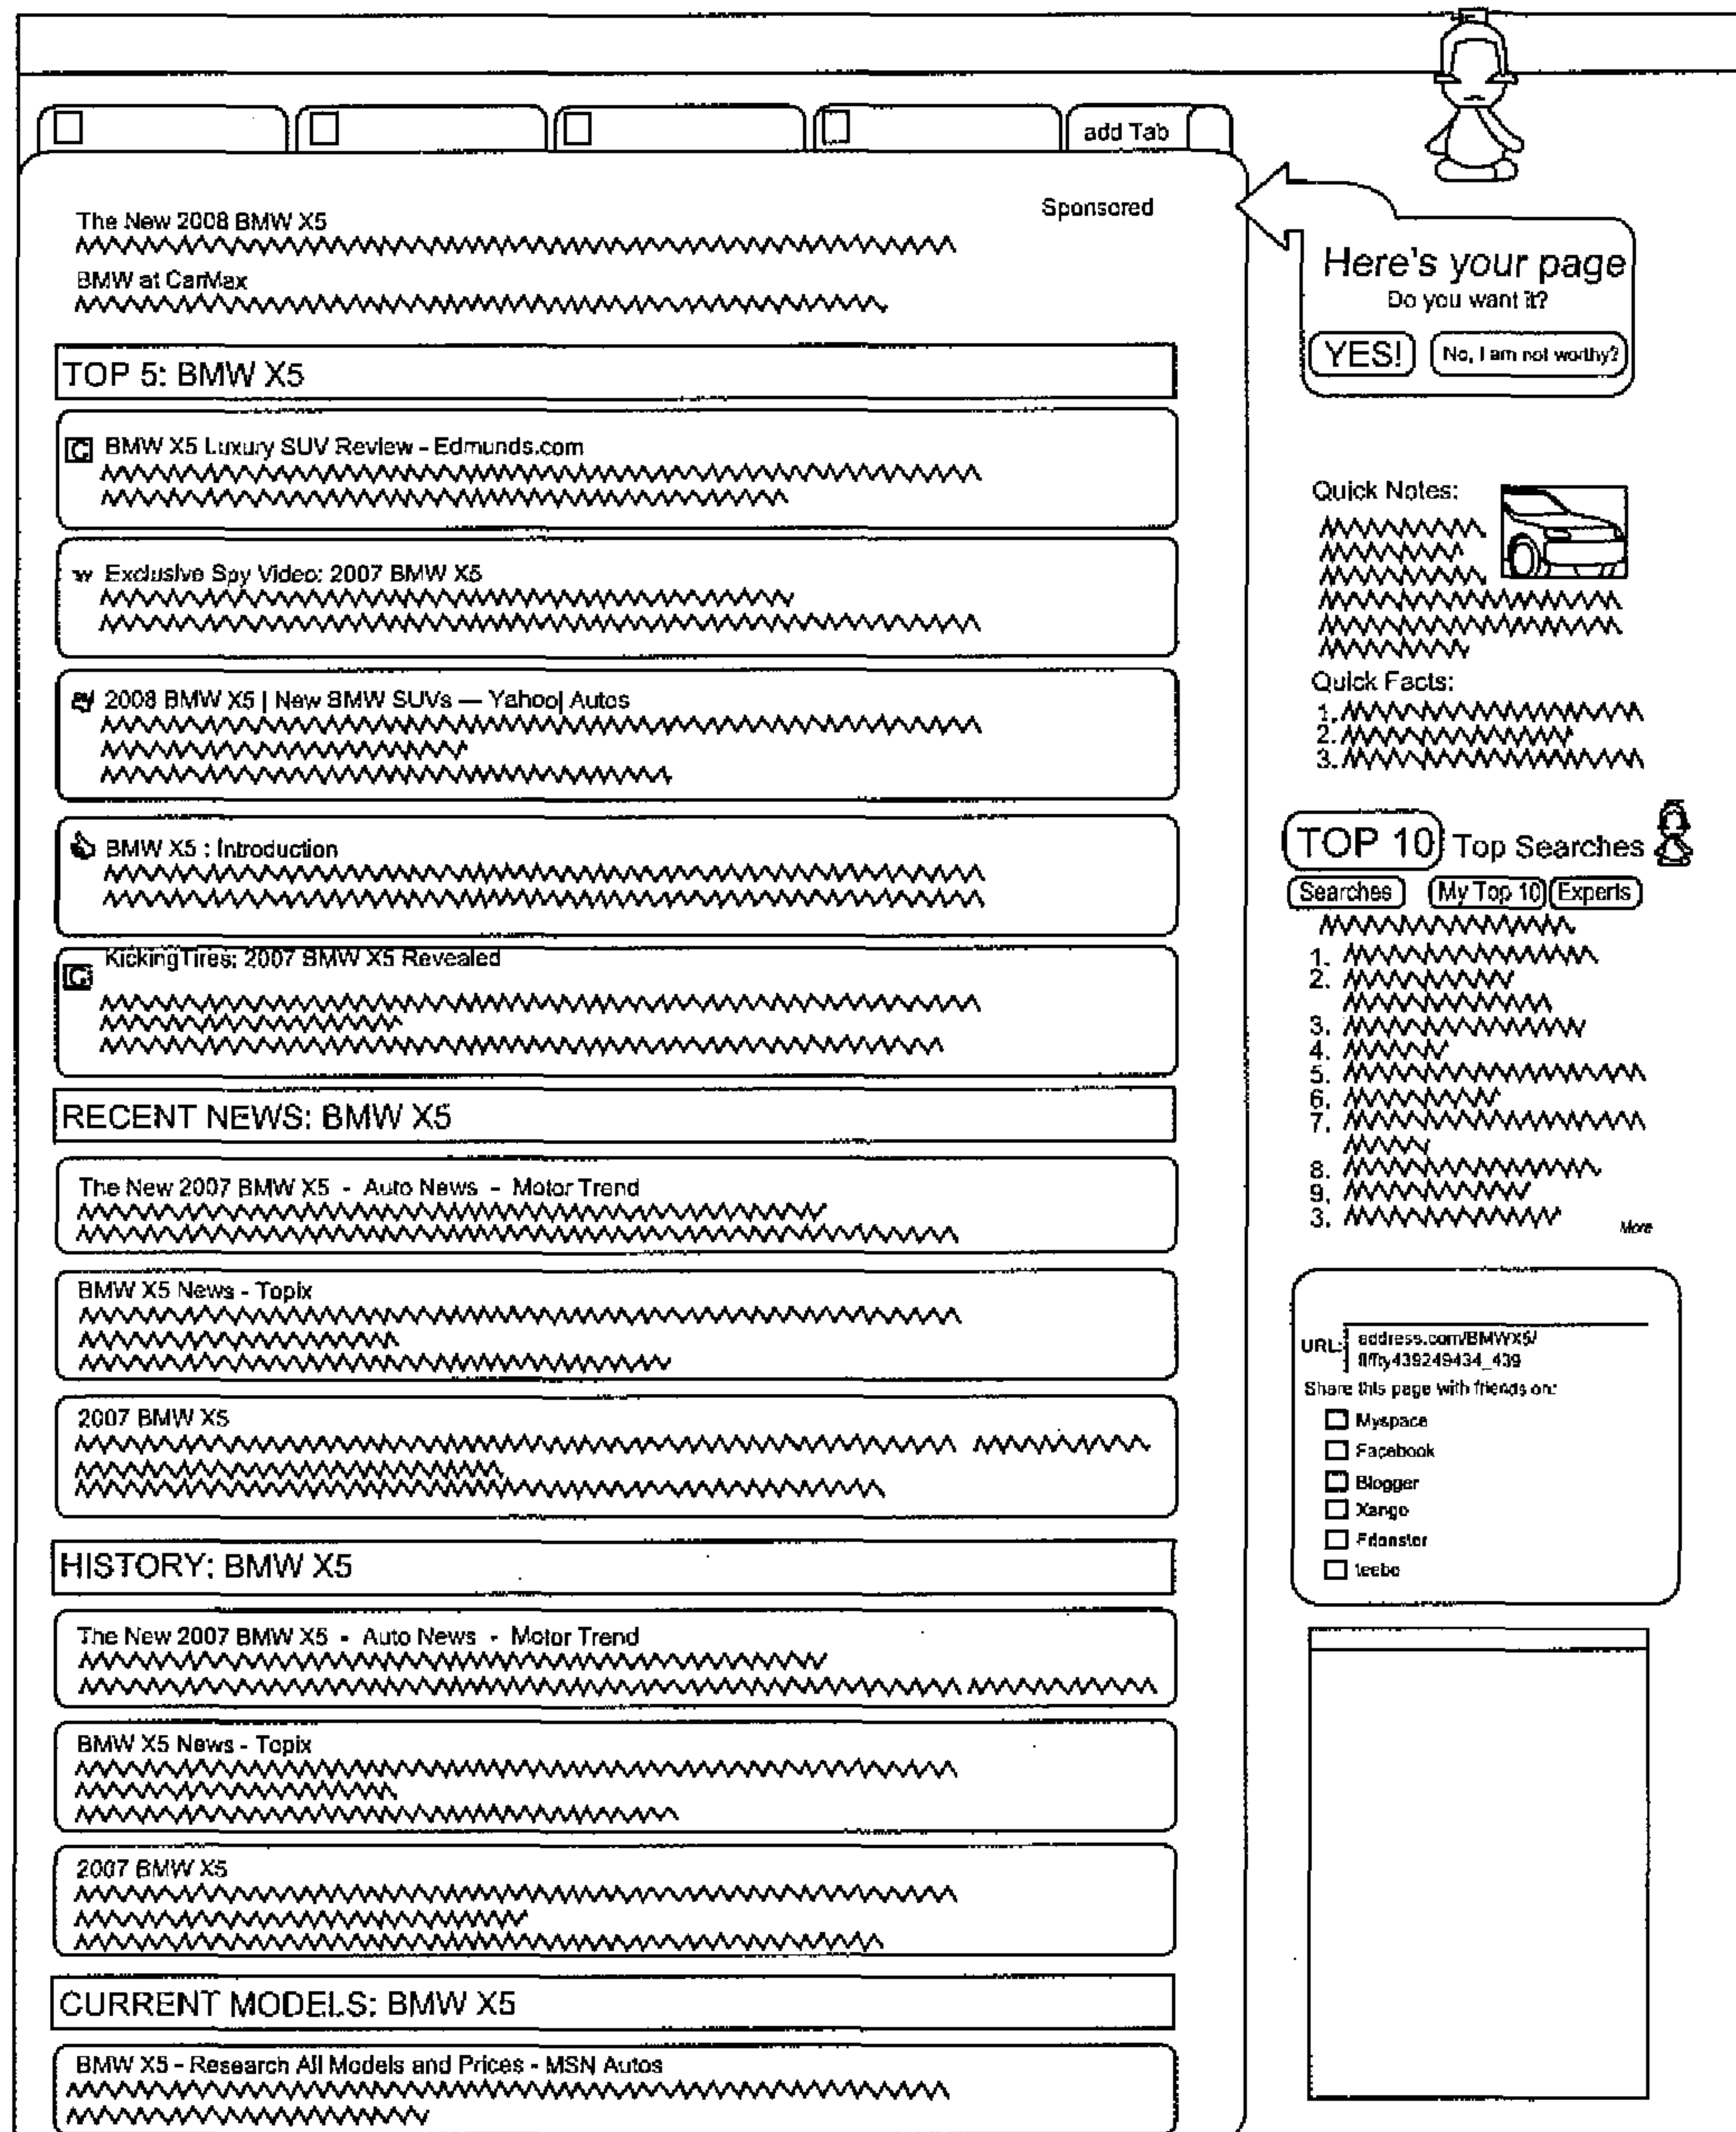 add Tab
Sponsored
The New 2008 BMW X5
BMW at CarMax
TOP 5: BMW X5
BMW X5 Luxury SUV Review - Edmunds.com
Exclusive Spy Video: 2007 BMW X5
2008 BMW X5 | New BMW SUVs — Yahoo| Autos
BMW X5 : Introduction
KickingTires: 2007 BMW X5 Revealed
RECENT NEWS: BMW X5
The New 2007 BMW X5 - Auto News - Motor Trend
BMW X5 News - Topix
2007 BMW X5
HISTORY: BMW X5
The New 2007 BMW X5 - Auto News - Motor Trend
BMW X5 News - Topix
2007 BMW X5
CURRENT MODELS: BMW X5
BMW X5 - Research All Models and Prices - MSN Autos
Here's your page
Do you want it?
YES! No, I am not worthy?
Quick Notes:
Quick Facts:
1.
2.
3.
TOP 10 Top Searches
Searches My Top 10 Experts
1.
2.
3.
4.
5.
6.
7.
8.
9.
3.
More
URL: address.com/BMWX5/
Share this page with friends on:
Myspace
Facebook
Blogger
Xango